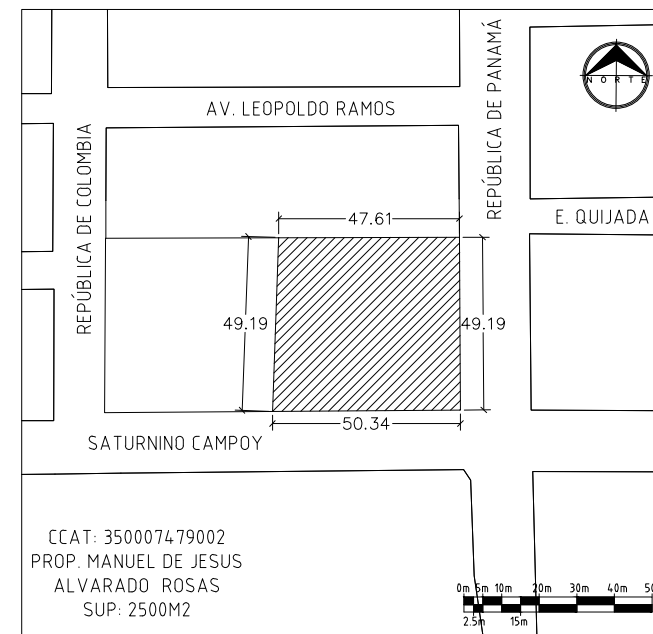 AV. LEOPOLDO RAMOS
REPÚBLICA DE PANAMÁ
NORTE
REPÚBLICA DE COLOMBIA
E. QUIJADA
47.61
49.19
49.19
50.34
SATURNINO CAMPOY
CCAT: 350007479002
PROP. MANUEL DE JESUS
ALVARADO ROSAS
SUP: 2500M2
0m 5m 10m 20m 30m 40m 50
2.5m 15m